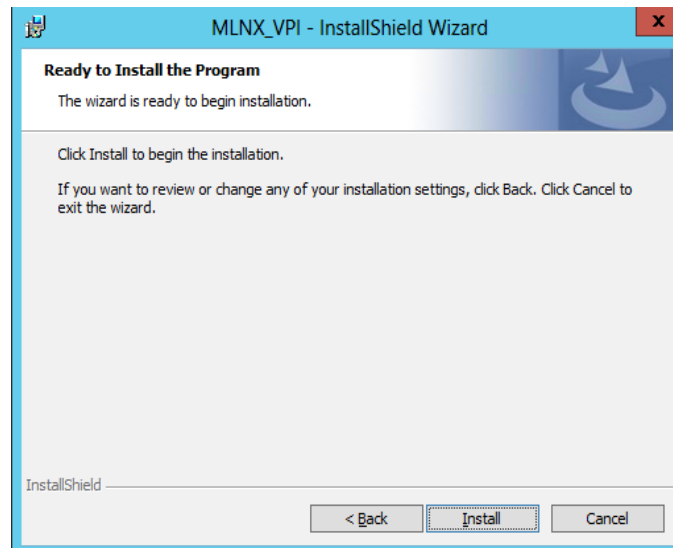 MLNX_VPI - InstallShield Wizard
x
Ready to Install the Program
The wizard is ready to begin installation.
Click Install to begin the installation.
If you want to review or change any of your installation settings, click Back. Click Cancel to
exit the wizard.
InstallShield
< Back Install Cancel